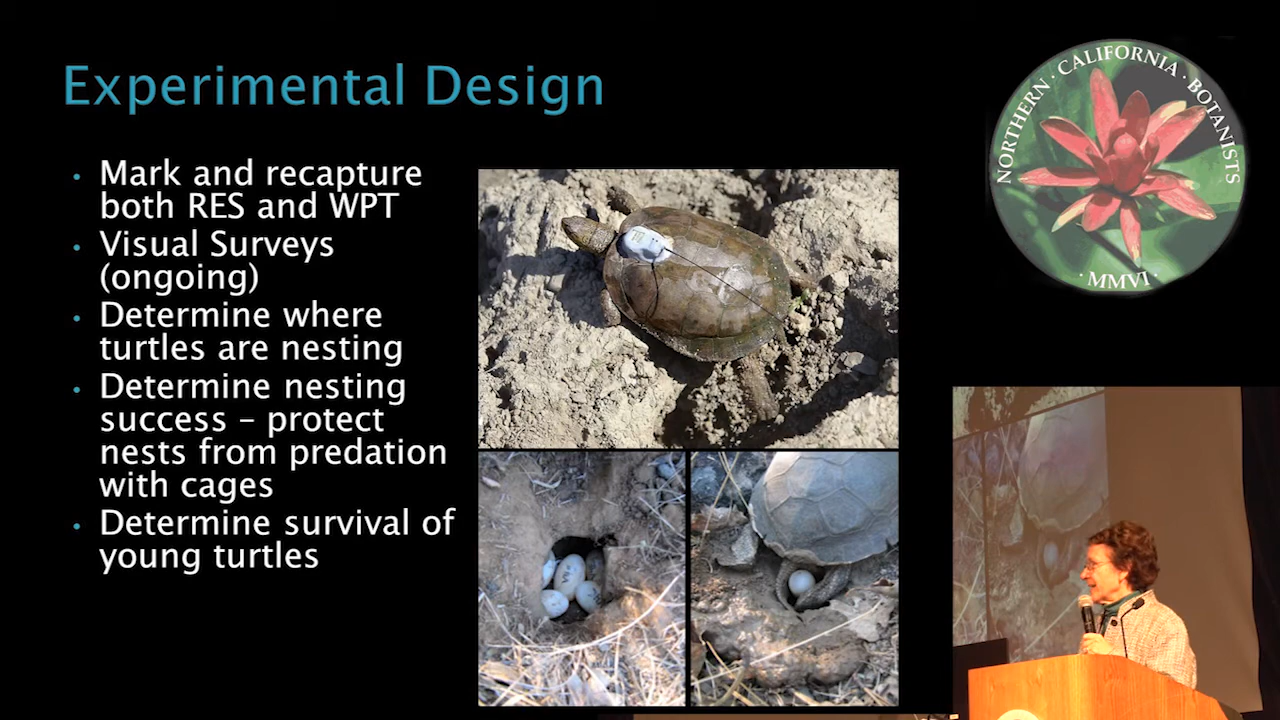 Experimental Design
NORTHERN · CALIFORNIA · BOTANISTS
· MMVI ·
• Mark and recapture
both RES and WPT
• Visual Surveys
(ongoing)
• Determine where
turtles are nesting
• Determine nesting
success – protect
nests from predation
with cages
• Determine survival of
young turtles